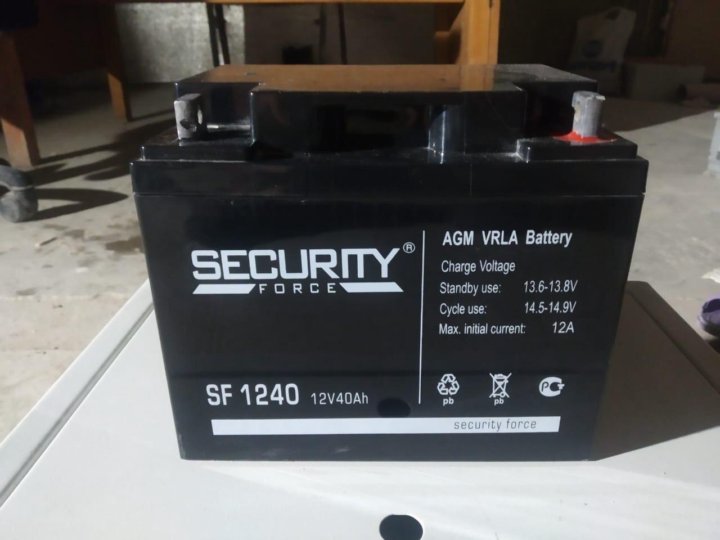 SECURITY®
FORCE
SF 1240 12V40Ah
AGM VRLA Battery
Charge Voltage
Standby use: 13.6-13.8V
Cycle use: 14.5-14.9V
Max. initial current: 12A
pb pb
security force